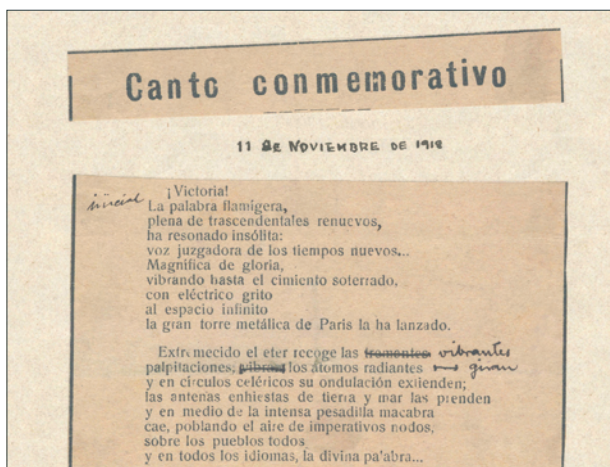 Canto conmemorativo
11 DE NOVIEMBRE DE 1918
inicial
¡Victoria!
La palabra flamígera,
plena de trascendentales renuevos,
ha resonado insólita:
voz juzgadora de los tiempos nuevos...
Magnífica de gloria,
vibrando hasta el cimiento soterrado,
con eléctrico grito
al espacio infinito
la gran torre metálica de Paris la ha lanzado.
Extremecido el eter recoge las vibrantes
palpitaciones; vibran los átomos radiantes giran
y en círculos celéricos su ondulación extienden;
las antenas enhiestas de tierra y mar las prenden
y en medio de la intensa pesadilla macabra
cae, poblando el aire de imperativos nodos,
sobre los pueblos todos
y en todos los idiomas, la divina pa'abra...